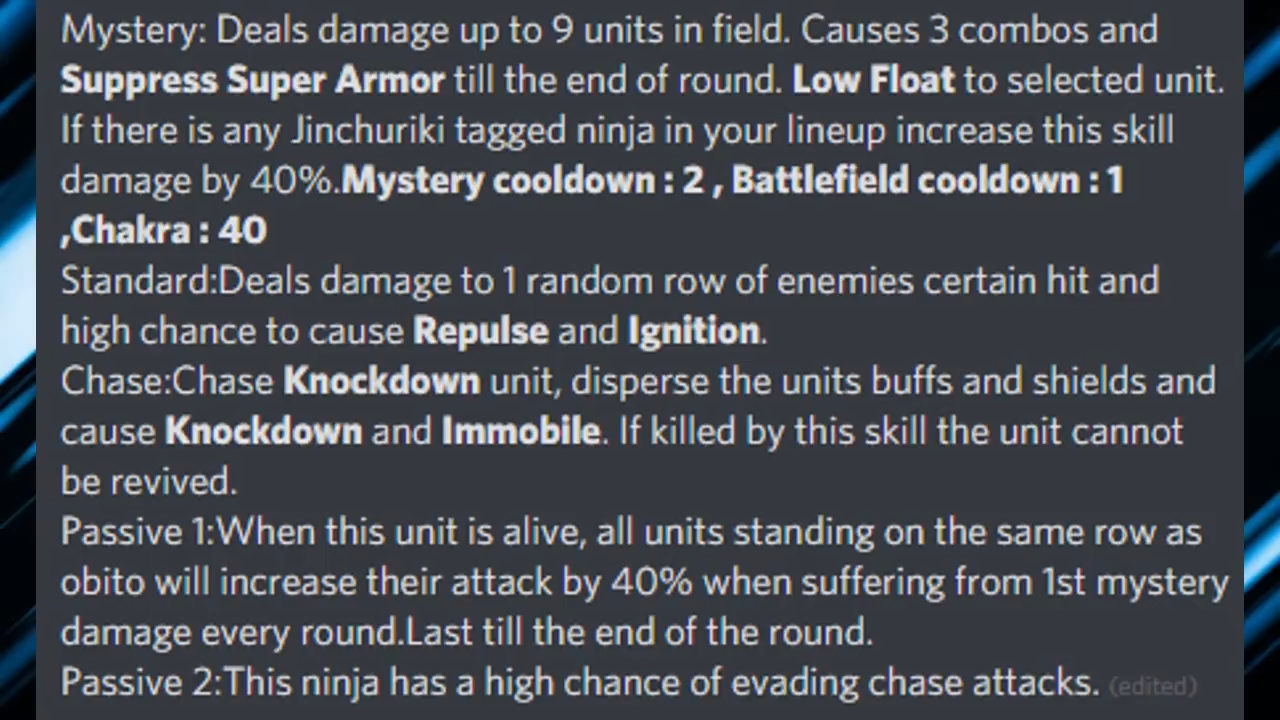 Mystery: Deals damage up to 9 units in field. Causes 3 combos and
Suppress Super Armor till the end of round. Low Float to selected unit.
If there is any Jinchuriki tagged ninja in your lineup increase this skill
damage by 40%.Mystery cooldown : 2 , Battlefield cooldown : 1
,Chakra : 40
Standard:Deals damage to 1 random row of enemies certain hit and
high chance to cause Repulse and Ignition.
Chase:Chase Knockdown unit, disperse the units buffs and shields and
cause Knockdown and Immobile. If killed by this skill the unit cannot
be revived.
Passive 1:When this unit is alive, all units standing on the same row as
obito will increase their attack by 40% when suffering from 1st mystery
damage every round.Last till the end of the round.
Passive 2:This ninja has a high chance of evading chase attacks. (edited)